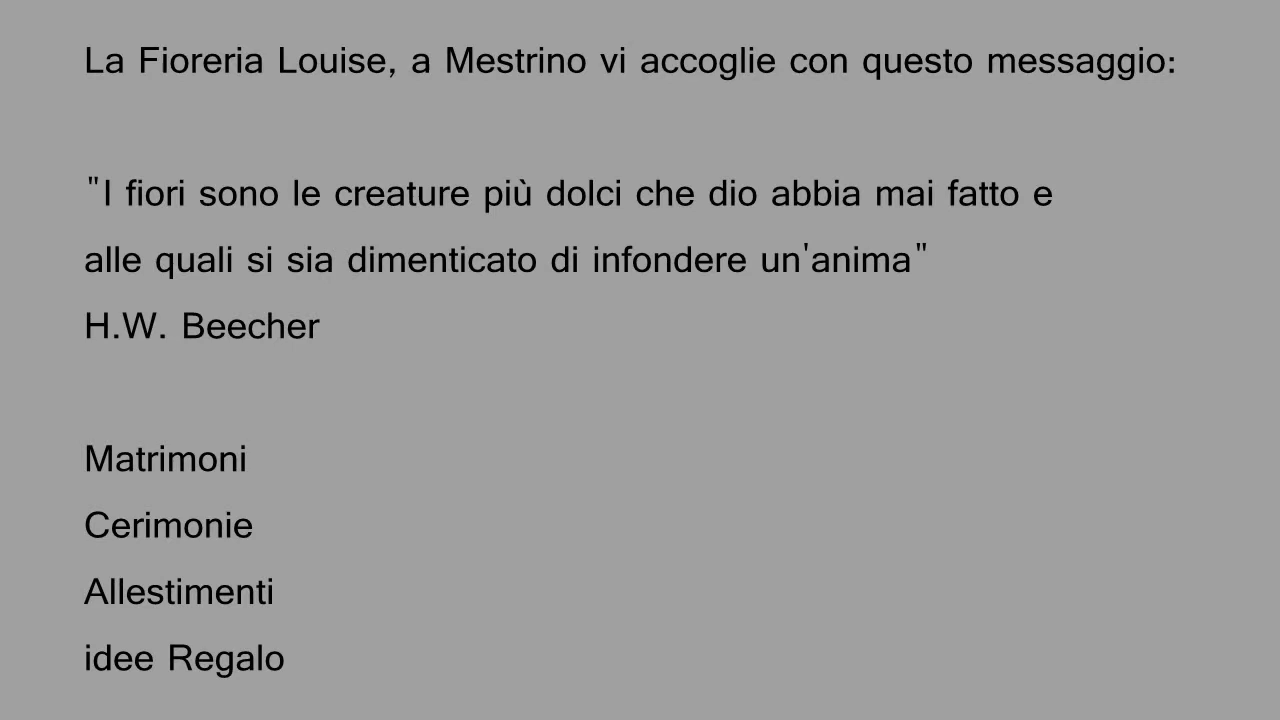 La Fioreria Louise, a Mestrino vi accoglie con questo messaggio:
"I fiori sono le creature più dolci che dio abbia mai fatto e
alle quali si sia dimenticato di infondere un'anima"
H.W. Beecher
Matrimoni
Cerimonie
Allestimenti
idee Regalo